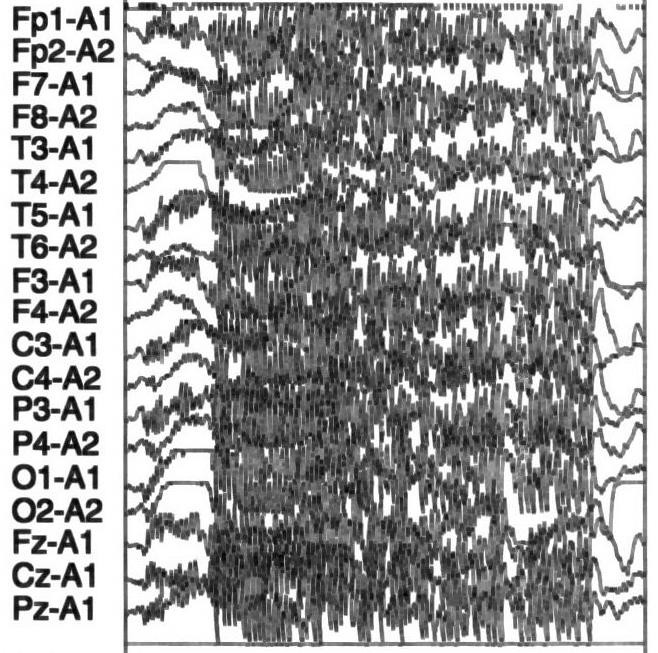 Fp1-A1
Fp2-A2
F7-A1
F8-A2
T3-A1
T4-A2
T5-A1
T6-A2
F3-A1
F4-A2
C3-A1
C4-A2
P3-A1
P4-A2
O1-A1
O2-A2
Fz-A1
Cz-A1
Pz-A1